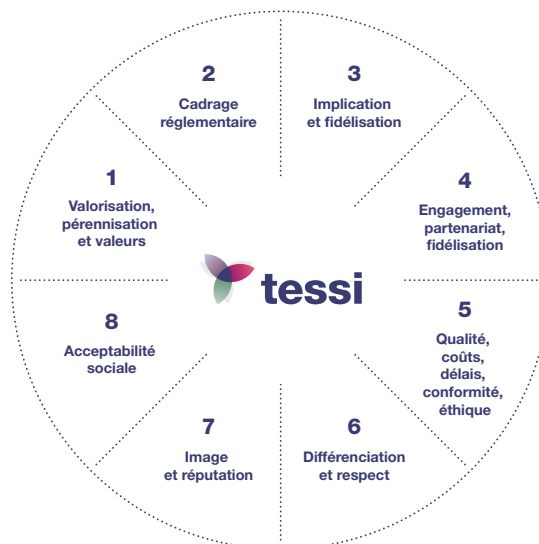 1
Valorisation,
pérennisation
et valeurs
2
Cadrage
réglementaire
3
Implication
et fidélisation
4
Engagement,
partenariat,
fidélisation
5
Qualité,
coûts,
délais,
conformité,
éthique
6
Différenciation
et respect
7
Image
et réputation
8
Acceptabilité
sociale
tessi